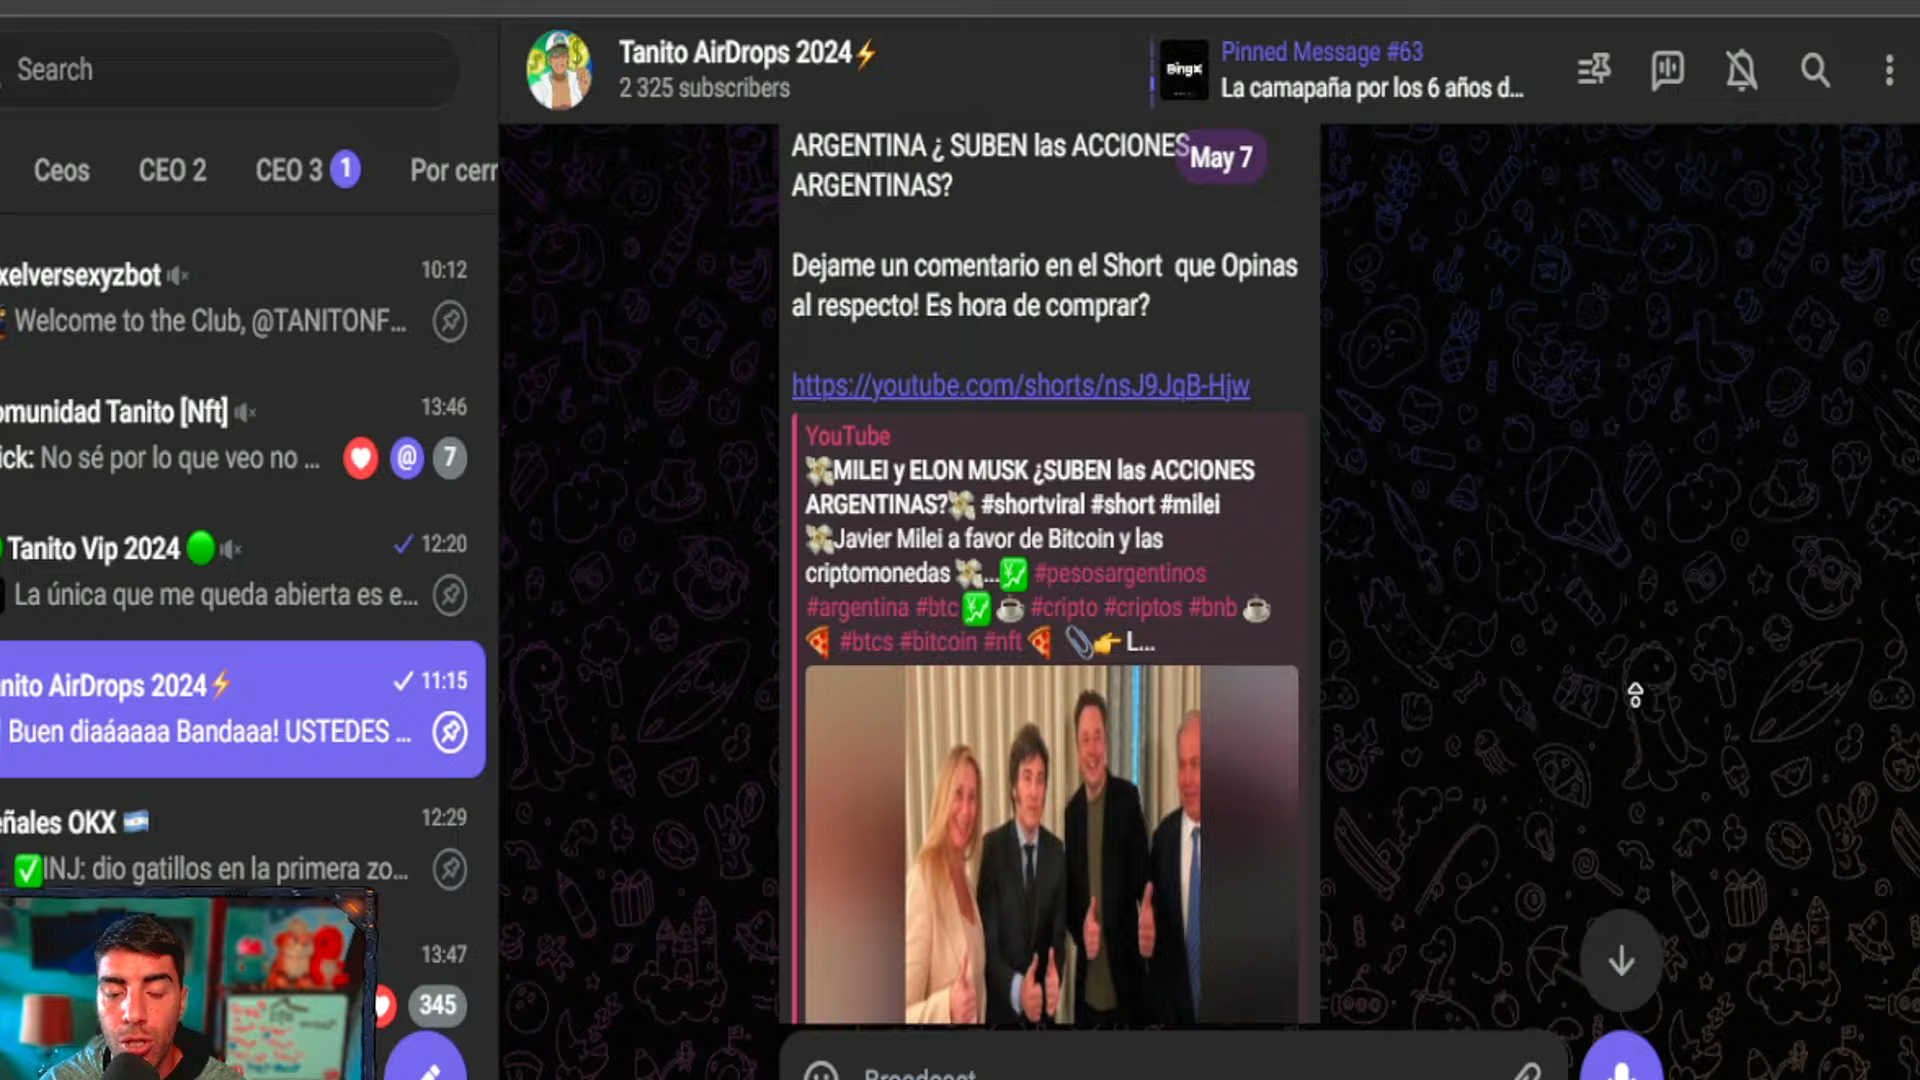 Search
Ceos
CEO 2
CEO 3
1
Por cerr
xelversexyzbot
10:12
Welcome to the Club, @TANITONF...
omunidad Tanito [Nft]
13:46
ick: No sé por lo que veo no ...
@
7
Tanito Vip 2024
12:20
La única que me queda abierta es e...
nito AirDrops 2024⚡
11:15
Buen diaáaaaa Bandaaa! USTEDES ...
eñales OKX 🇦🇷
12:29
✅INJ: dio gatillos en la primera zo...
13:47
345
Tanito AirDrops 2024⚡
2 325 subscribers
BingX
Pinned Message #63
La camapaña por los 6 años d...
May 7
ARGENTINA ¿ SUBEN las ACCIONES
ARGENTINAS?
Dejame un comentario en el Short que Opinas
al respecto! Es hora de comprar?
https://youtube.com/shorts/nsJ9JqB-Hjw
YouTube
💸MILEI y ELON MUSK ¿SUBEN las ACCIONES
ARGENTINAS?💸 #shortviral #short #milei
💸Javier Milei a favor de Bitcoin y las
criptomonedas 💸...💹 #pesosargentinos
#argentina #btc💹 ☕ #cripto #criptos #bnb ☕
🍕 #btcs #bitcoin #nft 🍕 📎👉 L...
Broadcast